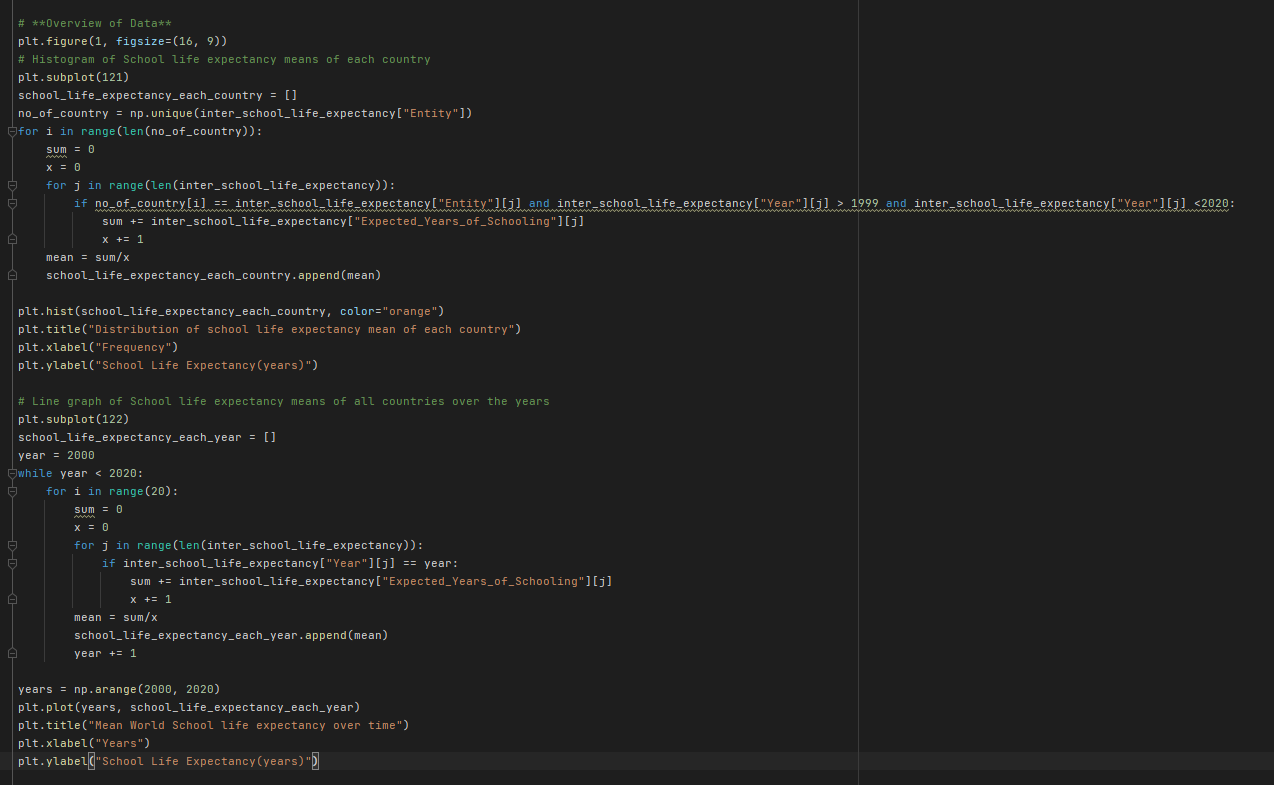 # **Overview of Data**
plt.figure(1, figsize=(16, 9))
# Histogram of School life expectancy means of each country
plt.subplot(121)
school_life_expectancy_each_country = []
no_of_country = np.unique(inter_school_life_expectancy["Entity"])
for i in range(len(no_of_country)):
    sum = 0
    x = 0
    for j in range(len(inter_school_life_expectancy)):
        if no_of_country[i] == inter_school_life_expectancy["Entity"][j] and inter_school_life_expectancy["Year"][j] > 1999 and inter_school_life_expectancy["Year"][j] <2020:
            sum += inter_school_life_expectancy["Expected_Years_of_Schooling"][j]
            x += 1
    mean = sum/x
    school_life_expectancy_each_country.append(mean)

plt.hist(school_life_expectancy_each_country, color="orange")
plt.title("Distribution of school life expectancy mean of each country")
plt.xlabel("Frequency")
plt.ylabel("School Life Expectancy(years)")

# Line graph of School life expectancy means of all countries over the years
plt.subplot(122)
school_life_expectancy_each_year = []
year = 2000
while year < 2020:
    for i in range(20):
        sum = 0
        x = 0
        for j in range(len(inter_school_life_expectancy)):
            if inter_school_life_expectancy["Year"][j] == year:
                sum += inter_school_life_expectancy["Expected_Years_of_Schooling"][j]
                x += 1
        mean = sum/x
        school_life_expectancy_each_year.append(mean)
        year += 1

years = np.arange(2000, 2020)
plt.plot(years, school_life_expectancy_each_year)
plt.title("Mean World School life expectancy over time")
plt.xlabel("Years")
plt.ylabel("School Life Expectancy(years)")